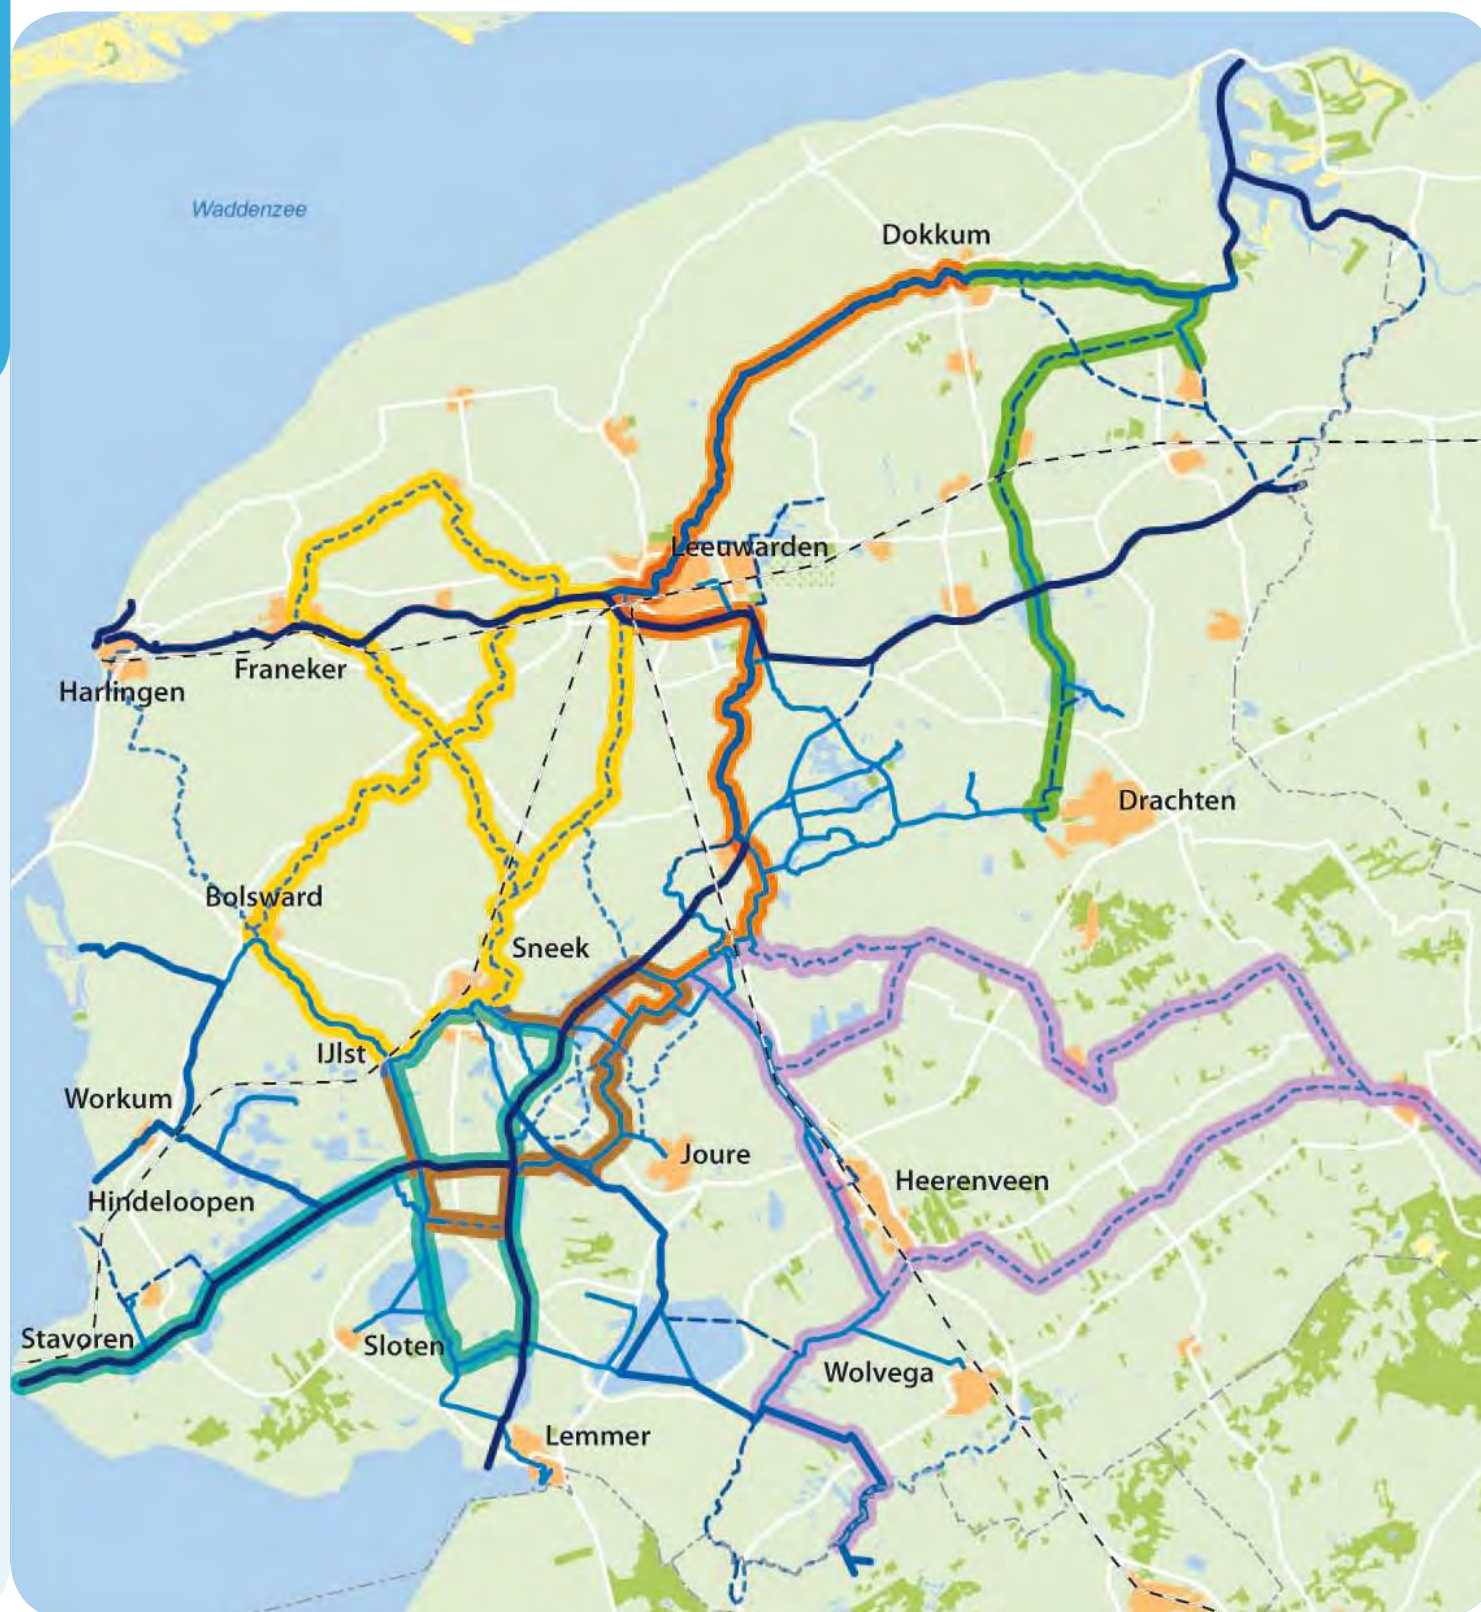 Waddenzee
Dokkum
Leeuwarden
Franeker
Harlingen
Drachten
Bolsward
Sneek
IJlst
Workum
Joure
Heerenveen
Hindeloopen
Stavoren
Sloten
Wolvega
Lemmer